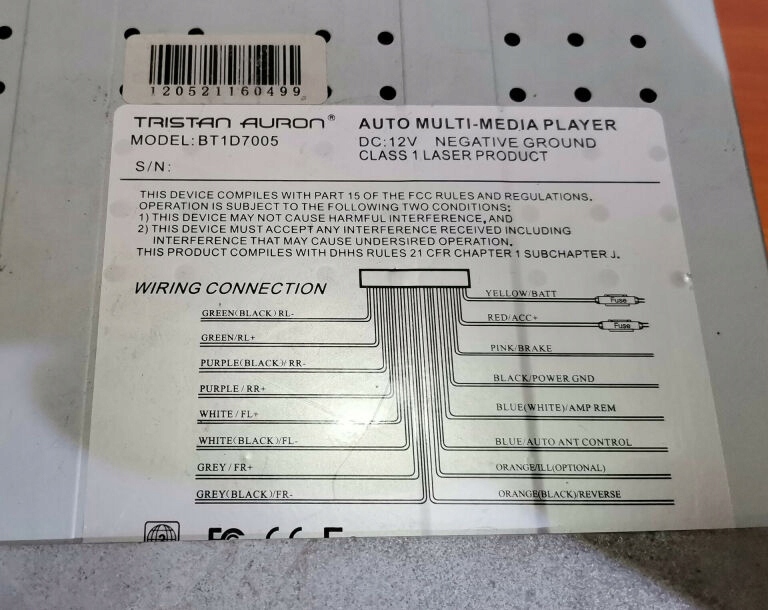 120521160499
TRISTAN AURON® AUTO MULTI-MEDIA PLAYER
MODEL:BT1D7005 DC:12V NEGATIVE GROUND
CLASS 1 LASER PRODUCT
S/N:
THIS DEVICE COMPILES WITH PART 15 OF THE FCC RULES AND REGULATIONS.
OPERATION IS SUBJECT TO THE FOLLOWING TWO CONDITIONS:
1) THIS DEVICE MAY NOT CAUSE HARMFUL INTERFERENCE, AND
2) THIS DEVICE MUST ACCEPT ANY INTERFERENCE RECEIVED INCLUDING
INTERFERENCE THAT MAY CAUSE UNDERSIRED OPERATION.
THIS PRODUCT COMPILES WITH DHHS RULES 21 CFR CHAPTER 1 SUBCHAPTER J.
WIRING CONNECTION
GREEN(BLACK)RL-
GREEN/RL+
PURPLE(BLACK)/RR-
PURPLE/RR+
WHITE/FL+
WHITE(BLACK)/FL-
GREY/FR+
GREY(BLACK)/FR-
YELLOW/BATT
Fuse
RED/ACC+
Fuse
PINK/BRAKE
BLACK/POWER GND
BLUE(WHITE)/AMP REM
BLUE/AUTO ANT CONTROL
ORANGE/ILL(OPTIONAL)
ORANGE(BLACK)/REVERSE
FC CE